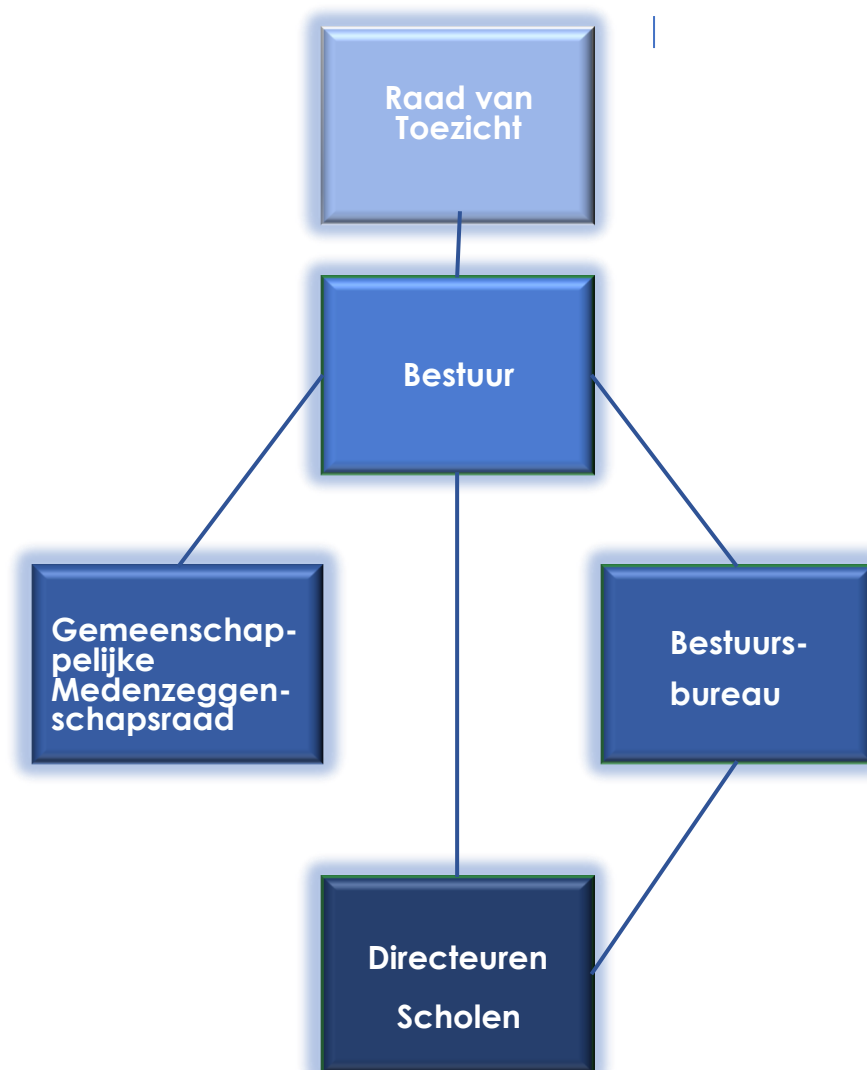 Raad van
Toezicht
Bestuur
Gemeenschap-
pelijke
Medenzeggen-
schapsraad
Bestuurs-
bureau
Directeuren
Scholen